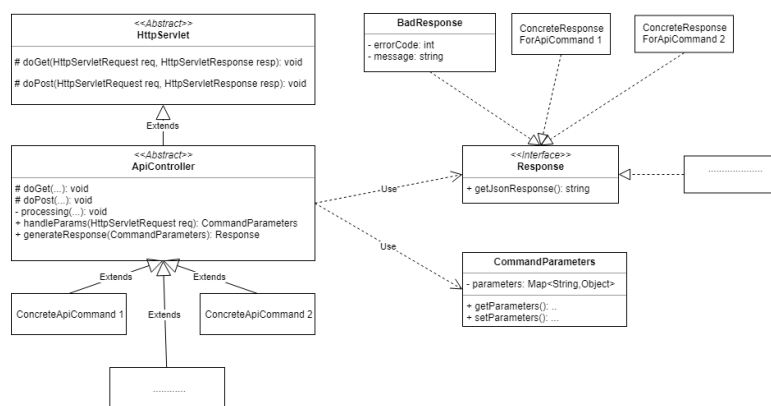 <<Abstract>>
HttpServlet
# doGet(HttpServletRequest req, HttpServletResponse resp): void
# doPost(HttpServletRequest req, HttpServletResponse resp): void
Extends
<<Abstract>>
ApiController
# doGet(...): void
# doPost(...): void
- processing(...): void
+ handleParams(HttpServletRequest req): CommandParameters
+ generateResponse(CommandParameters): Response
Extends
Extends
Extends
ConcreteApiCommand 1
ConcreteApiCommand 2
............
BadResponse
- errorCode: int
- message: string
ConcreteResponse
ForApiCommand 1
ConcreteResponse
ForApiCommand 2
Use
<<Interface>>
Response
+ getJsonResponse(): string
...................
Use
CommandParameters
- parameters: Map<String,Object>
+ getParameters(): ..
+ setParameters(): ...